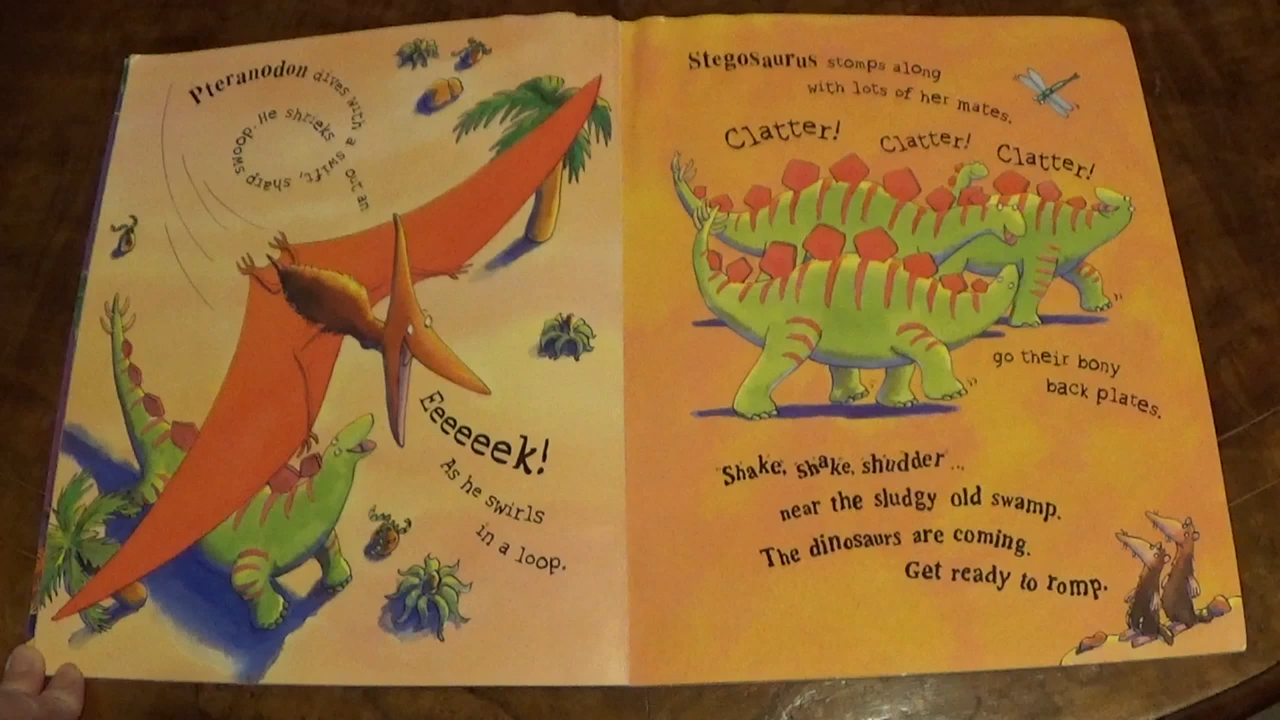 Pteranodon dives with a swift, sharp swoop. He shrieks out an
Eeeeeek!
As he swirls
in a loop.
Stegosaurus stomps along
with lots of her mates.
Clatter! Clatter! Clatter!
go their bony
back plates.
Shake, shake, shudder...
near the sludgy old swamp.
The dinosaurs are coming.
Get ready to romp.